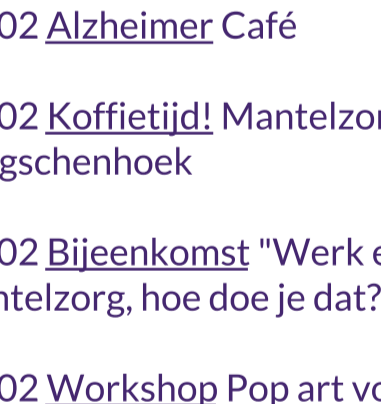 02 Alzheimer Café
02 Koffietijd! Mantelzor
gschenhoek
02 Bijeenkomst "Werk e
ntelzorg, hoe doe je dat?
02 Workshop Pop art vo